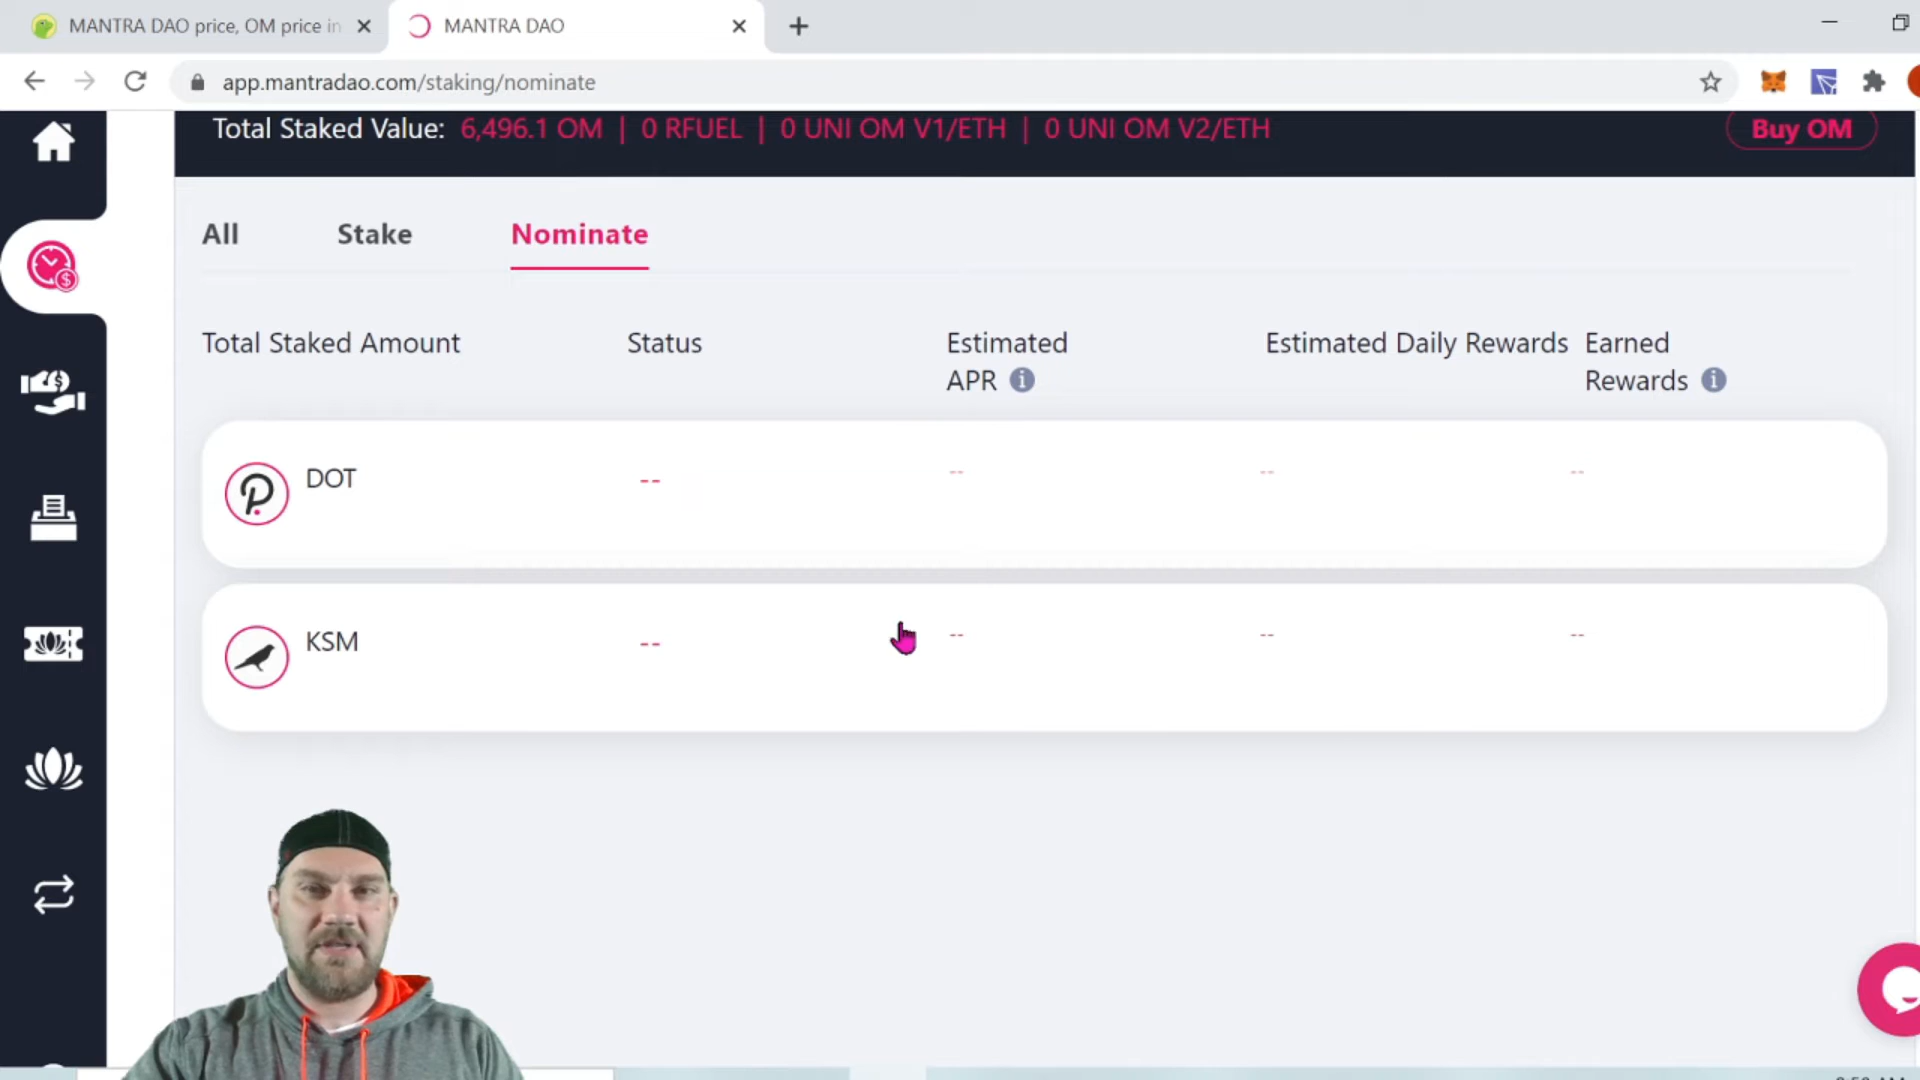 MANTRA DAO price, OM price in
MANTRA DAO
app.mantradao.com/staking/nominate
Total Staked Value: 6,496.1 OM | 0 RFUEL | 0 UNI OM V1/ETH | 0 UNI OM V2/ETH
Buy OM
All Stake Nominate
Total Staked Amount Status Estimated APR Estimated Daily Rewards Earned Rewards
DOT -- -- -- --
KSM -- -- -- --